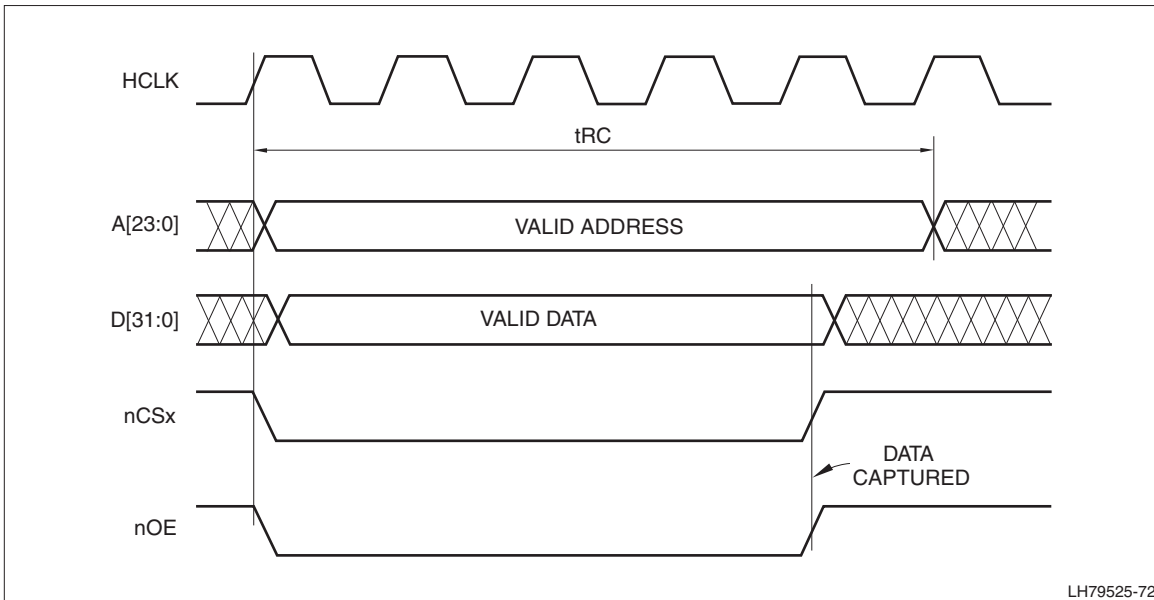 HCLK
tRC
A[23:0]
VALID ADDRESS
D[31:0]
VALID DATA
nCSx
DATA
CAPTURED
nOE
LH79525-72